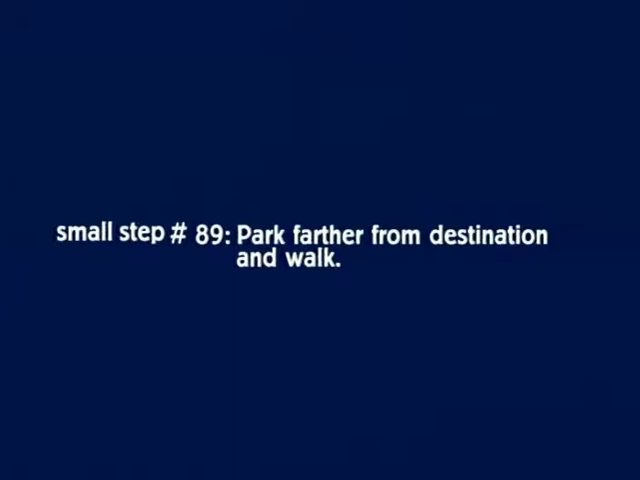 small step # 89: Park farther from destination
and walk.